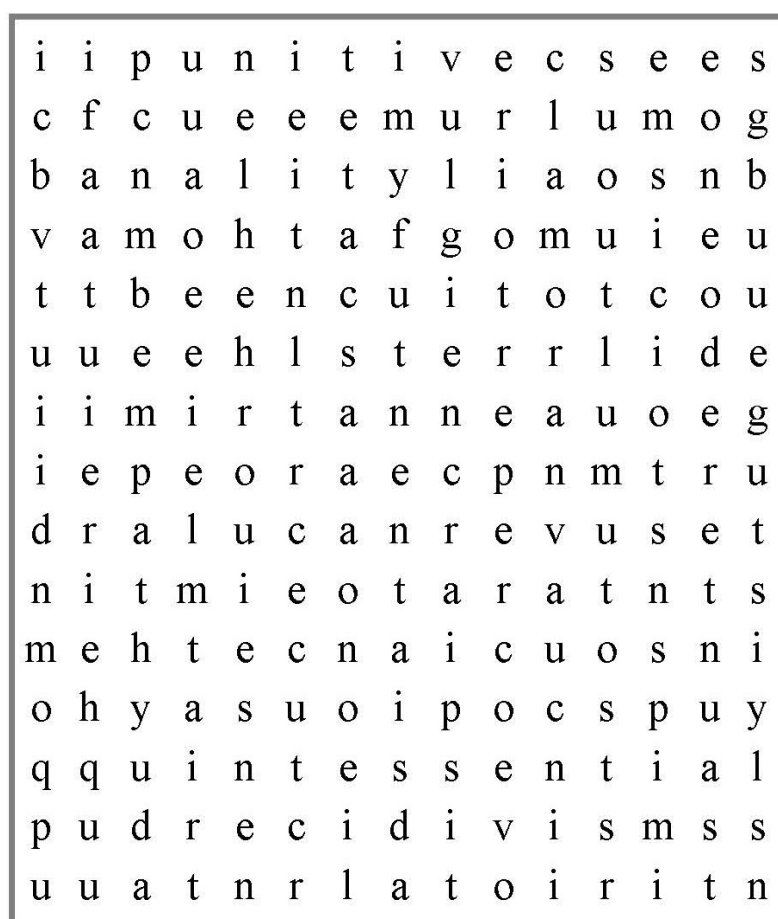 i i p u n i t i v e c s e e s
c f c u e e e m u r l u m o g
b a n a l i t y l i a o s n b
v a m o h t a f g o m u i e u
t t b e e n c u i t o t c o u
u u e e h l s t e r r l i d e
i i m i r t a n n e a u o e g
i e p e o r a e c p n m t r u
d r a l u c a n r e v u s e t
n i t m i e o t a r a t n t s
m e h t e c n a i c u o s n i
o h y a s u o i p o c s p u y
q q u i n t e s s e n t i a l
p u d r e c i d i v i s m s s
u u a t n r l a t o i r i t n